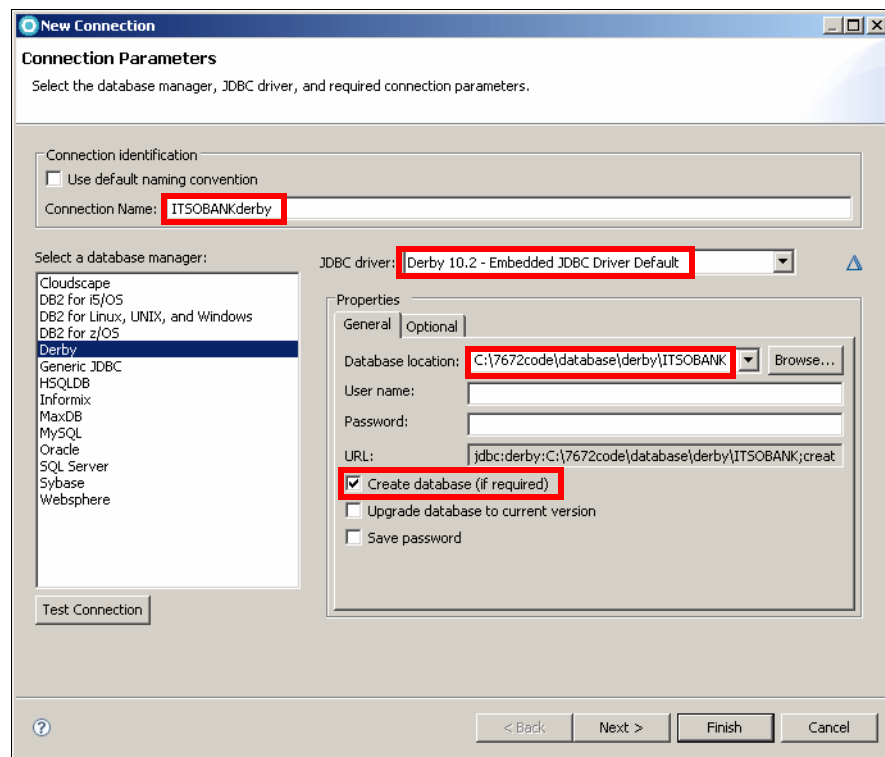 New Connection
Connection Parameters
Select the database manager, JDBC driver, and required connection parameters.
Connection identification
Use default naming convention
Connection Name: ITSOBANKderby
Select a database manager:
Cloudscape
DB2 for i5/OS
DB2 for Linux, UNIX, and Windows
DB2 for z/OS
Derby
Generic JDBC
HSQLDB
Informix
MaxDB
MySQL
Oracle
SQL Server
Sybase
Websphere
Test Connection
JDBC driver: Derby 10.2 - Embedded JDBC Driver Default
Properties
General Optional
Database location: C:\7672code\database\derby\ITSOBANK Browse...
User name:
Password:
URL: jdbc:derby:C:\7672code\database\derby\ITSOBANK;creat
Create database (if required)
Upgrade database to current version
Save password
? < Back Next > Finish Cancel